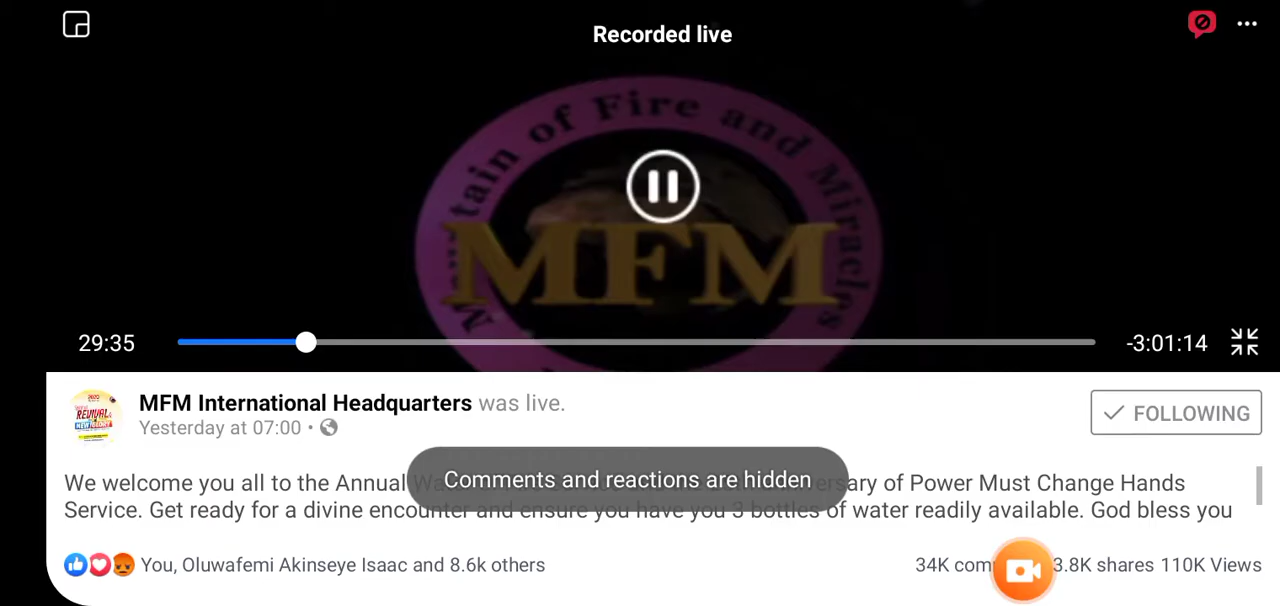 Recorded live
Mountain of Fire and Miracles
MFM
29:35
-3:01:14
MFM International Headquarters was live.
Yesterday at 07:00 •
FOLLOWING
Comments and reactions are hidden
We welcome you all to the Annual of Power Must Change Hands
Service. Get ready for a divine encounter and ensure you have you 3 bottles of water readily available. God bless you
You, Oluwafemi Akinseye Isaac and 8.6k others
34K 3.8K shares 110K Views